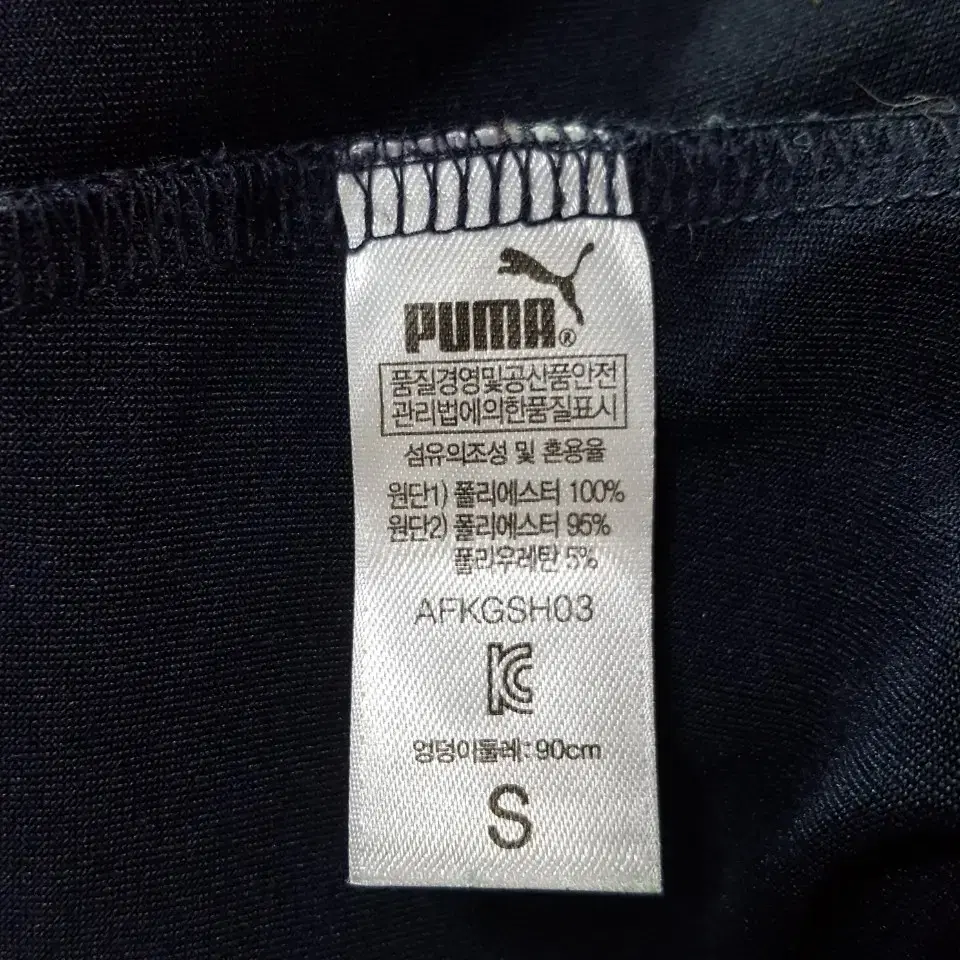 PUMA®
품질경영및공산품안전
관리법에의한품질표시
섬유의조성 및 혼용율
원단1) 폴리에스터 100%
원단2) 폴리에스터 95%
폴리우레탄 5%
AFKGSH03
KC
엉덩이둘레: 90cm
S